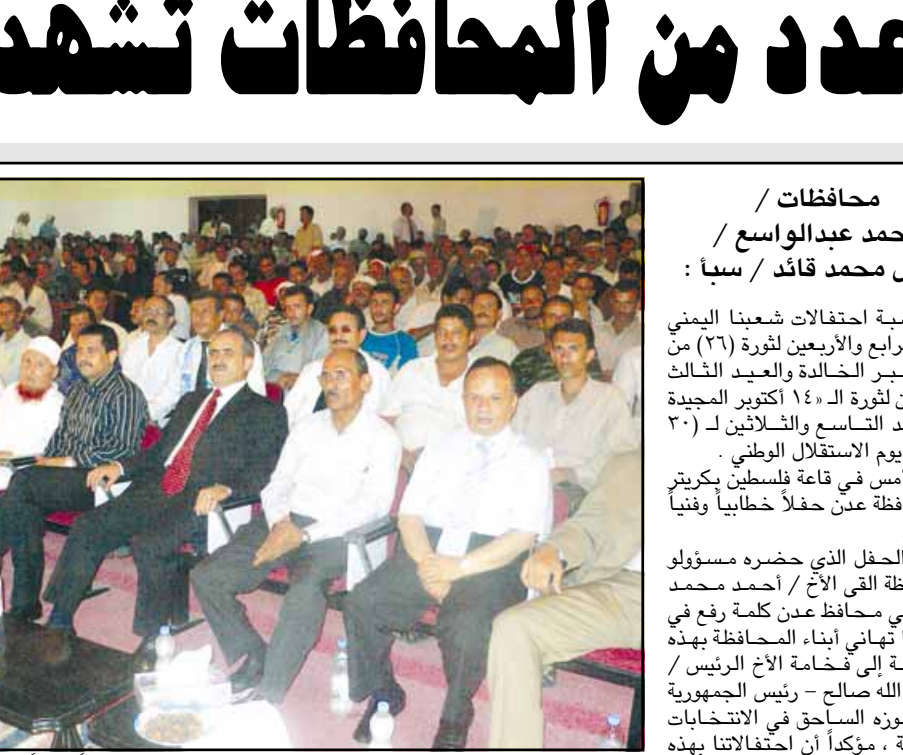 عدد من المحافظات تشهد
محافظات /
حمد عبدالواسع /
محمد قائد / سبأ :
احتفالات شعبنا اليمني
رابع والأربعين لثورة (٢٦) من
بر الخالدة والعيد الثالث
لثورة الـ «١٤ أكتوبر المجيدة
التاسع والثلاثين لـ (٣٠
يوم الاستقلال الوطني .
أمس في قاعة فلسطين بكريتر
فظة عدن حفلاً خطابياً وفنياً
الحفل الذي حضره مسؤولو
ظة القى الأخ / أحمد محمد
محافظ عدن كلمة رفع في
تهاني أبناء المحافظة بهذه
إلى فخامة الأخ الرئيس /
الله صالح – رئيس الجمهورية
وزه الساحق في الانتخابات
، مؤكداً أن احتفالاتنا بهذه